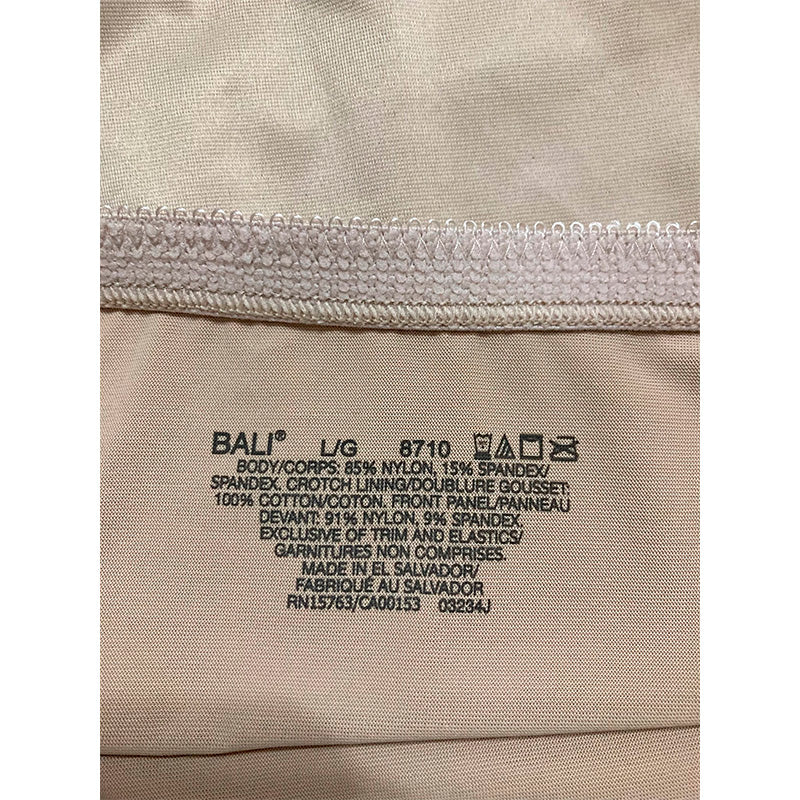 BALI® L/G 8710
BODY/CORPS: 85% NYLON, 15% SPANDEX/
SPANDEX. CROTCH LINING/DOUBLURE GOUSSET:
100% COTTON/COTON. FRONT PANEL/PANNEAU
DEVANT: 91% NYLON, 9% SPANDEX.
EXCLUSIVE OF TRIM AND ELASTICS/
GARNITURES NON COMPRISES.
MADE IN EL SALVADOR/
FABRIQUÉ AU SALVADOR
RN15763/CA00153 03234J